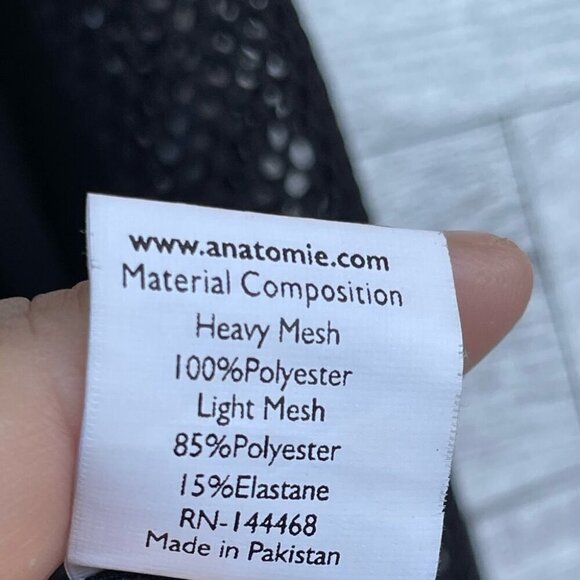 www.anatomie.com
Material Composition
Heavy Mesh
100%Polyester
Light Mesh
85%Polyester
15%Elastane
RN-144468
Made in Pakistan